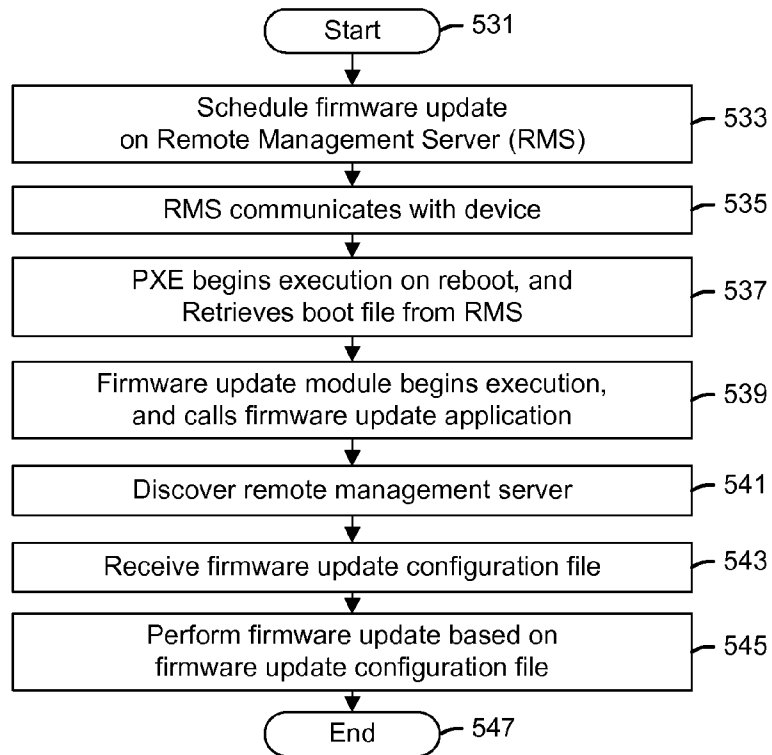 Start
531
Schedule firmware update
on Remote Management Server (RMS)
533
RMS communicates with device
535
PXE begins execution on reboot, and
Retrieves boot file from RMS
537
Firmware update module begins execution,
and calls firmware update application
539
Discover remote management server
541
Receive firmware update configuration file
543
Perform firmware update based on
firmware update configuration file
545
End
547